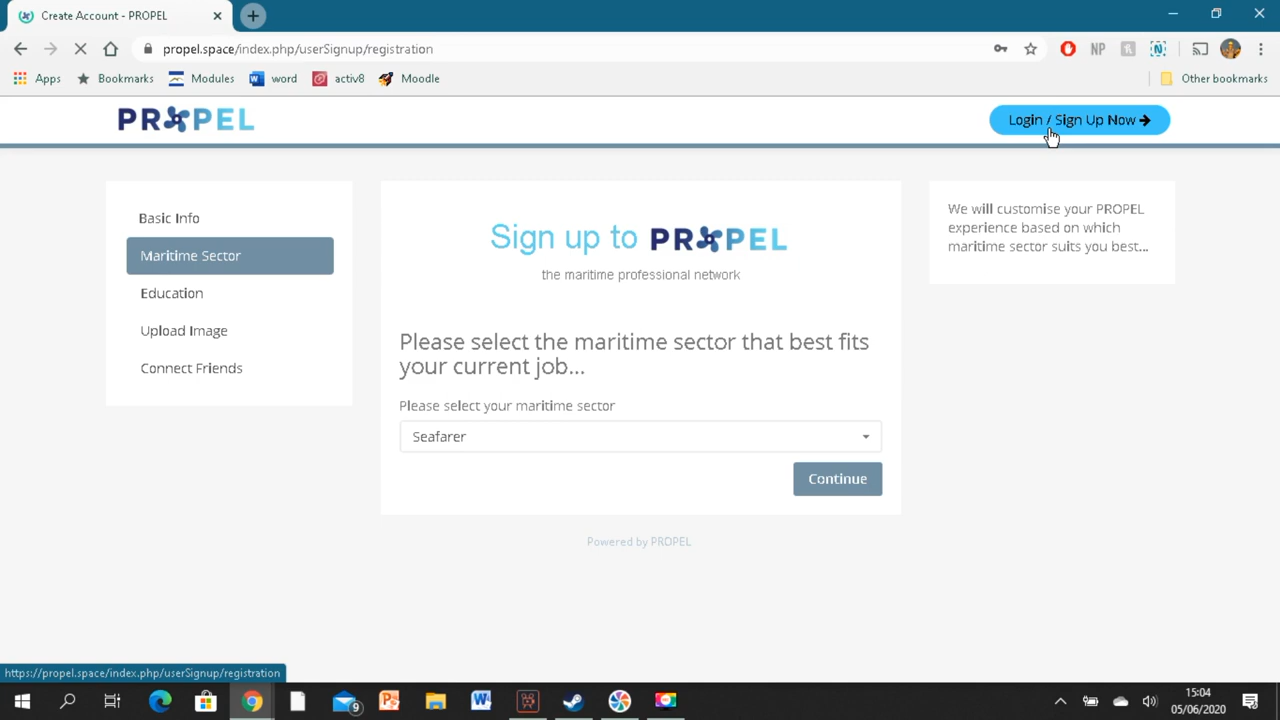 Create Account - PROPEL
propel.space/index.php/userSignup/registration
NP
Apps
Bookmarks
Modules
word
activ8
Moodle
Other bookmarks
PROPEL
Login / Sign Up Now
Basic Info
Maritime Sector
Education
Upload Image
Connect Friends
Sign up to PROPEL
the maritime professional network
Please select the maritime sector that best fits
your current job...
Please select your maritime sector
Seafarer
Continue
Powered by PROPEL
We will customise your PROPEL
experience based on which
maritime sector suits you best...
https://propel.space/index.php/userSignup/registration
9
15:04
05/06/2020